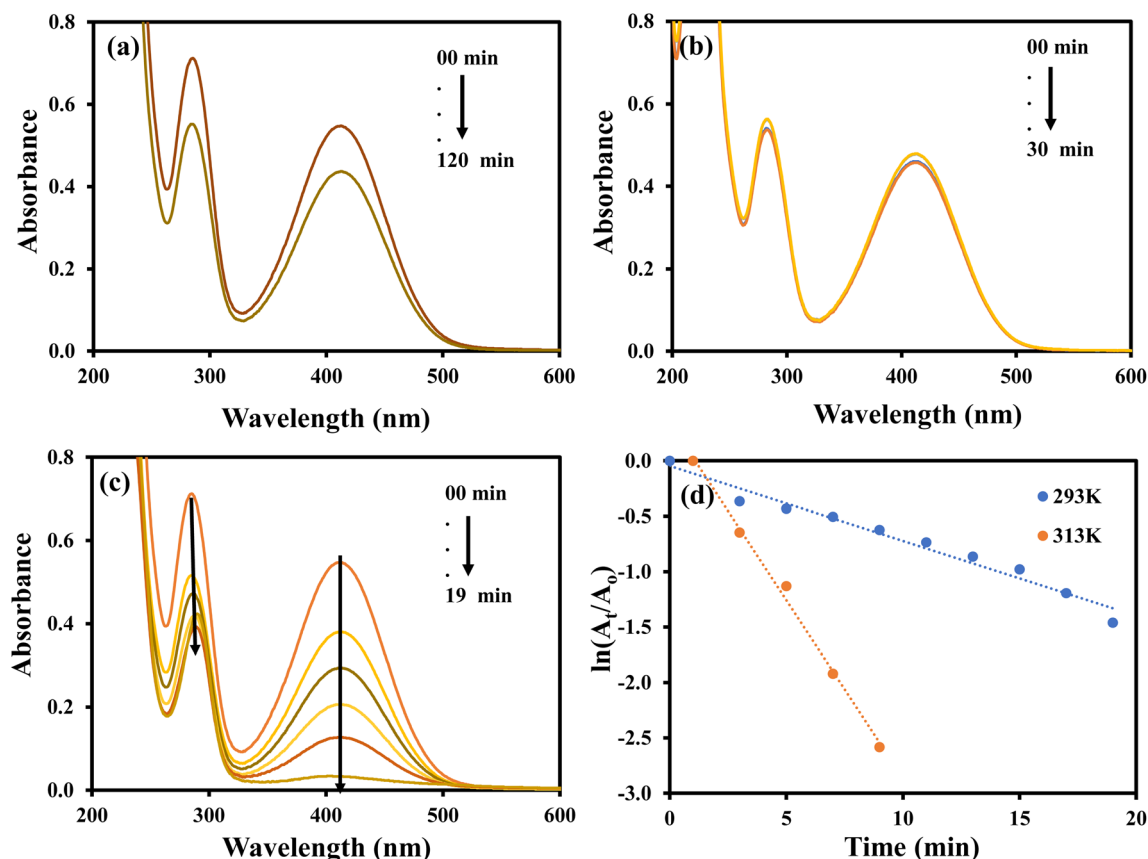 (a)
00 min
.
.
.
120 min
0.8
0.6
0.4
0.2
0.0
Absorbance
200 300 400 500 600
Wavelength (nm)
(b)
00 min
.
.
.
30 min
0.8
0.6
0.4
0.2
0.0
Absorbance
200 300 400 500 600
Wavelength (nm)
(c)
00 min
.
.
.
19 min
0.8
0.6
0.4
0.2
0.0
Absorbance
200 300 400 500 600
Wavelength (nm)
(d)
293K
313K
0.0
-0.5
-1.0
-1.5
-2.0
-2.5
-3.0
ln(At/Ao)
0 5 10 15 20
Time (min)